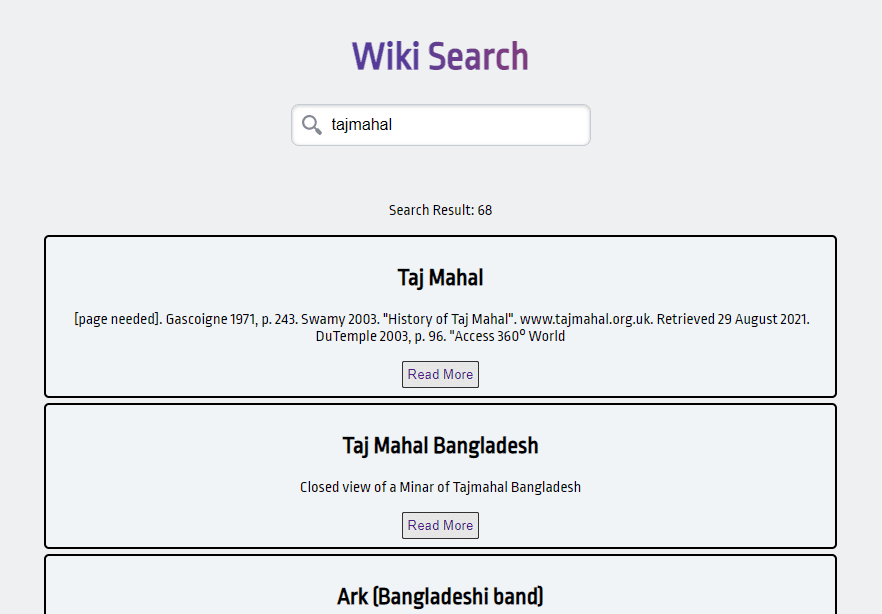 Wiki Search
tajmahal
Search Result: 68
Taj Mahal
[page needed]. Gascoigne 1971, p. 243. Swamy 2003. "History of Taj Mahal". www.tajmahal.org.uk. Retrieved 29 August 2021.
DuTemple 2003, p. 96. "Access 360° World
Read More
Taj Mahal Bangladesh
Closed view of a Minar of Tajmahal Bangladesh
Read More
Ark (Bangladeshi band)